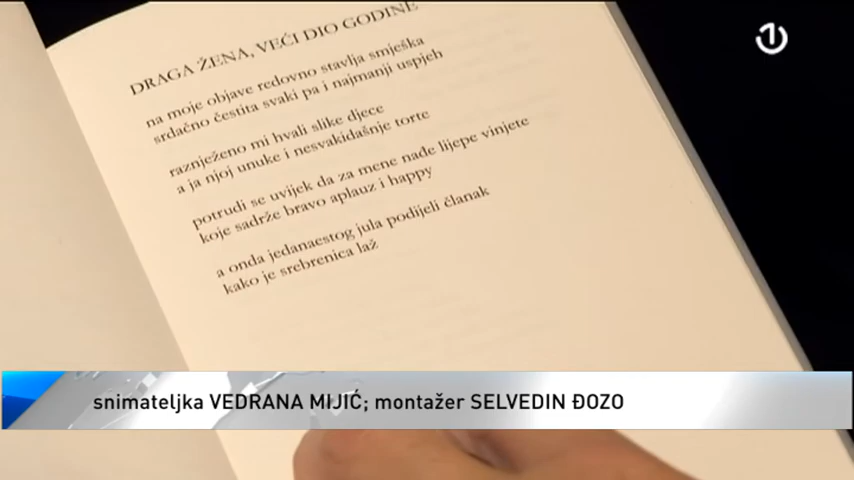 DRAGA ŽENA, VEĆI DIO GODINE
na moje objave redovno stavlja smješka
srdačno čestita svaki pa i najmanji uspjeh
raznježeno mi hvali slike djece
a ja njoj unuke i nesvakidašnje torte
potrudi se uvijek da za mene nađe lijepe vinjete
koje sadrže bravo aplauz i happy
a onda jedanaestog jula podijeli članak
kako je srebrenica laž
snimateljka VEDRANA MIJIĆ; montažer SELVEDIN ĐOZO
1